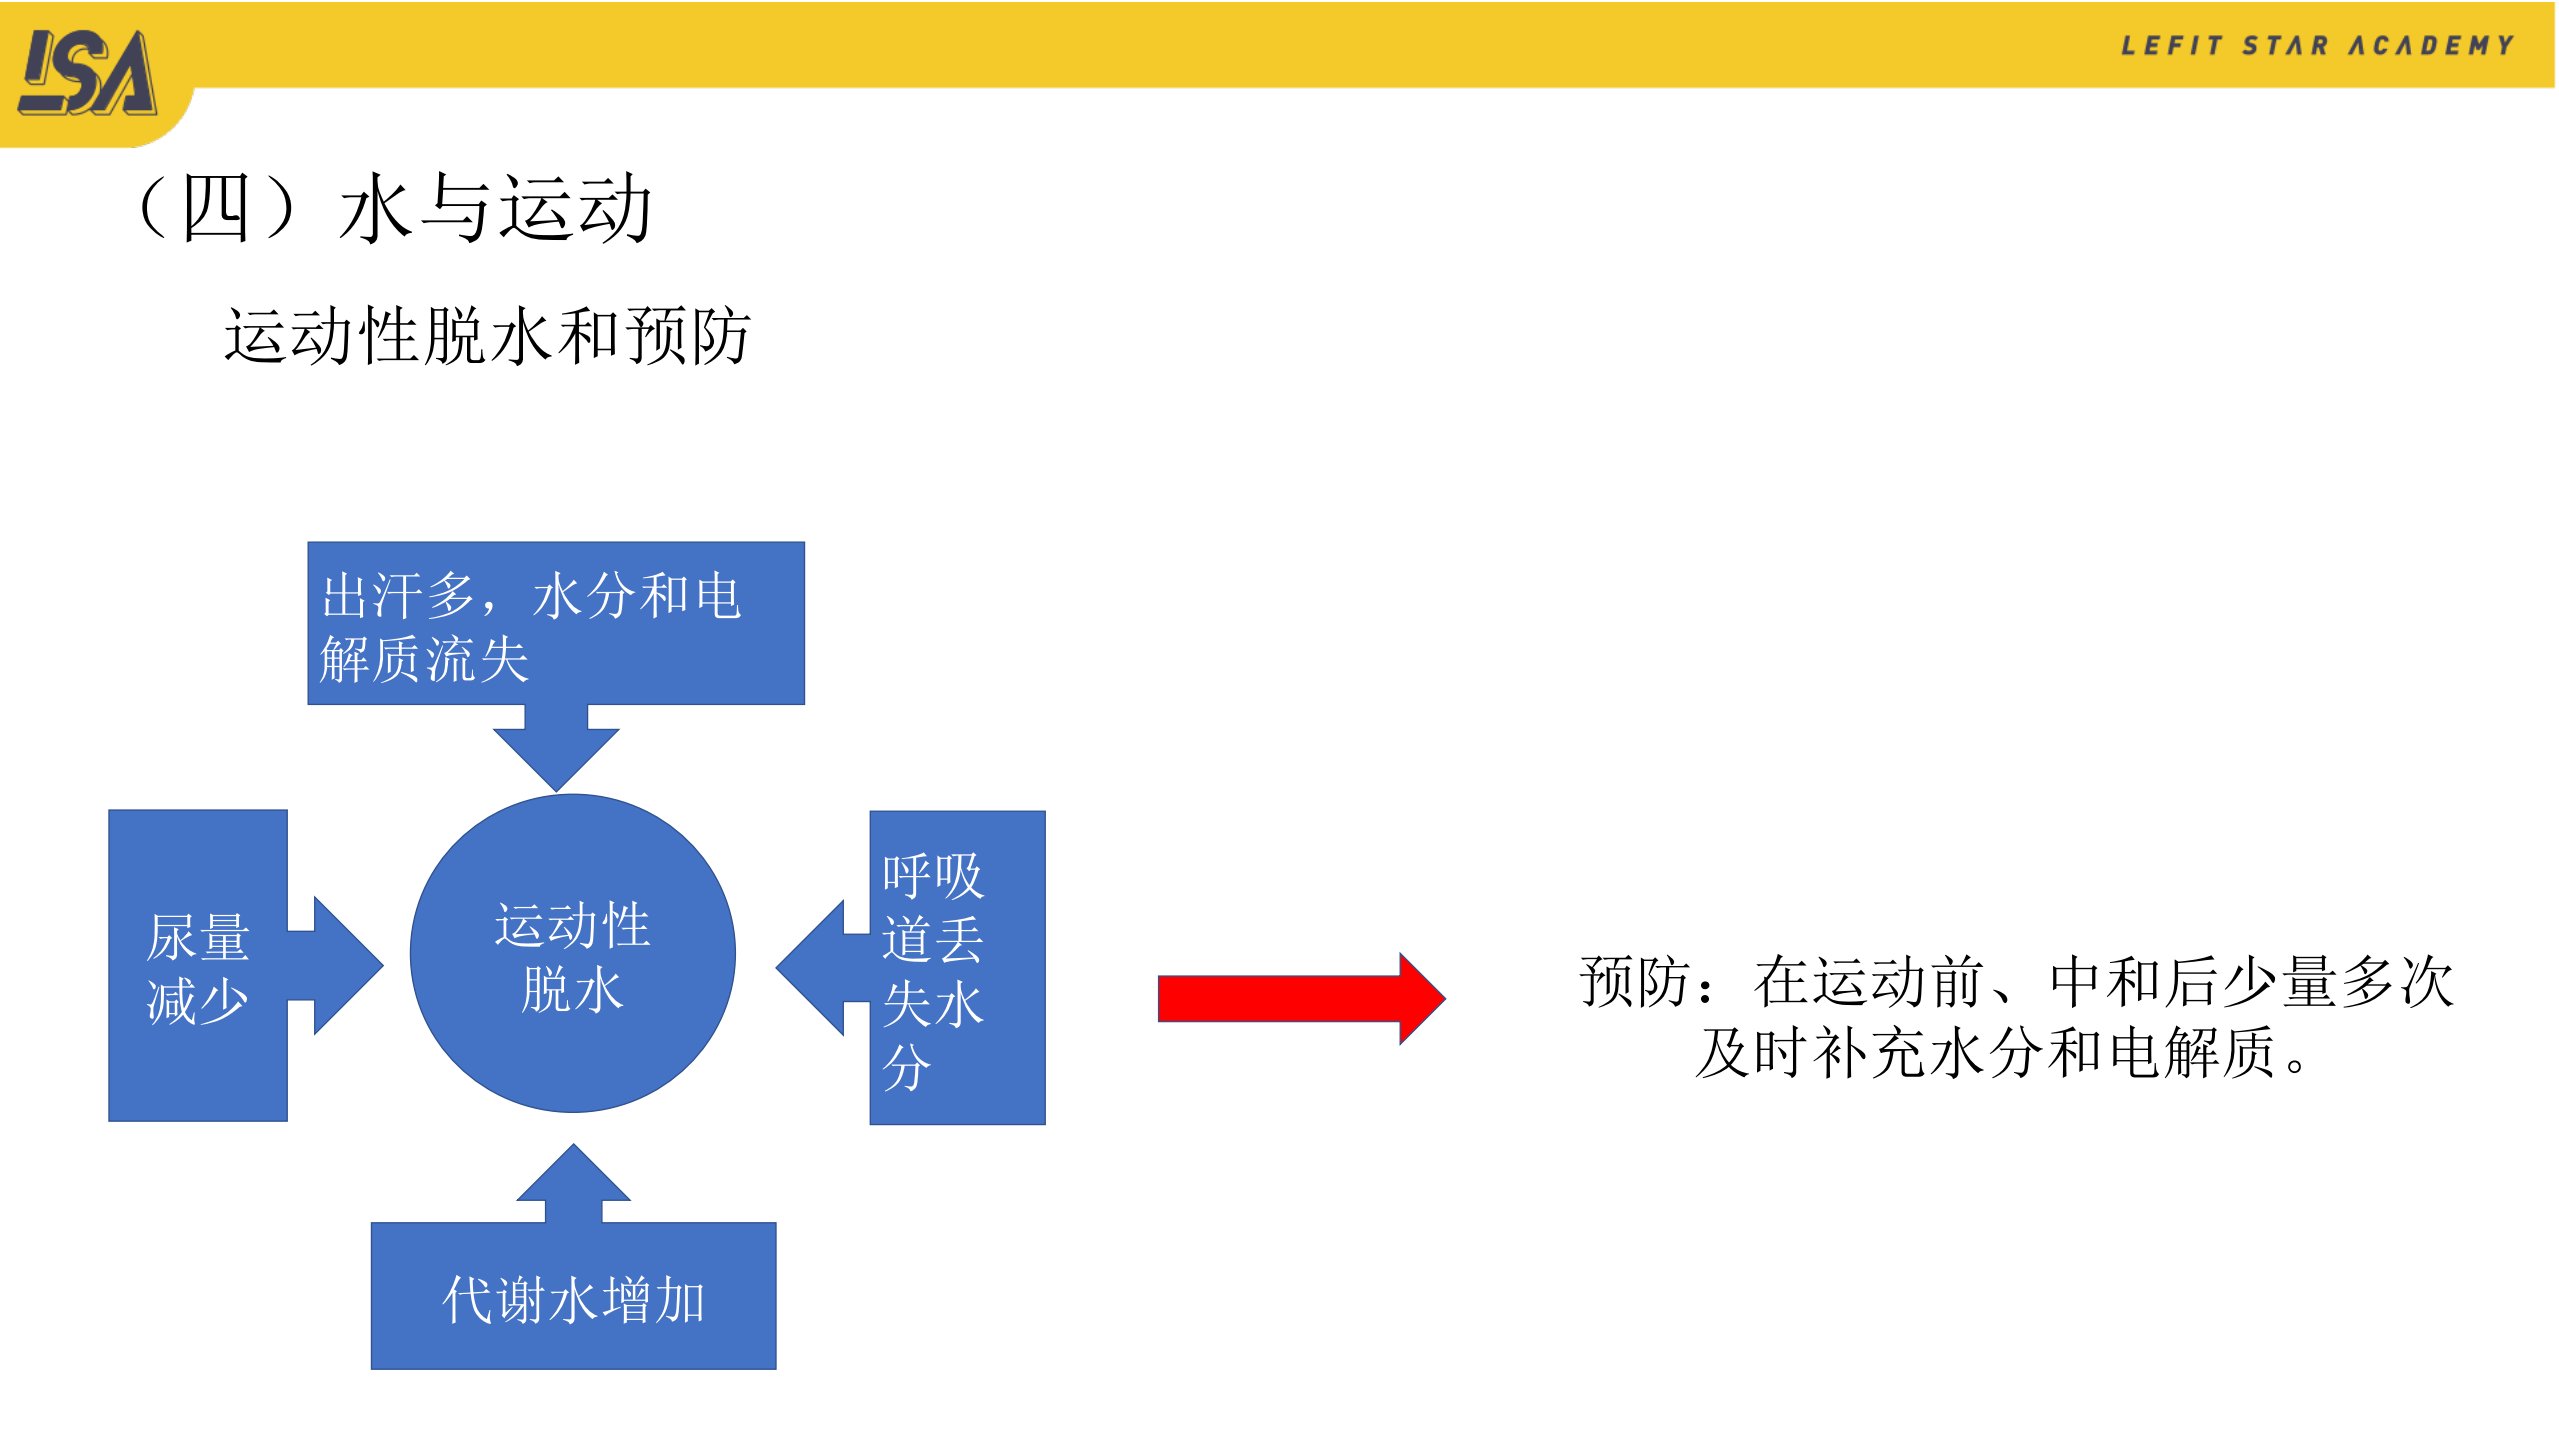 LSA
LEFIT STAR ACADEMY
（四）水与运动
运动性脱水和预防
出汗多，水分和电
解质流失
尿量
减少
运动性
脱水
呼吸
道丢
失水
分
代谢水增加
预防：在运动前、中和后少量多次
及时补充水分和电解质。